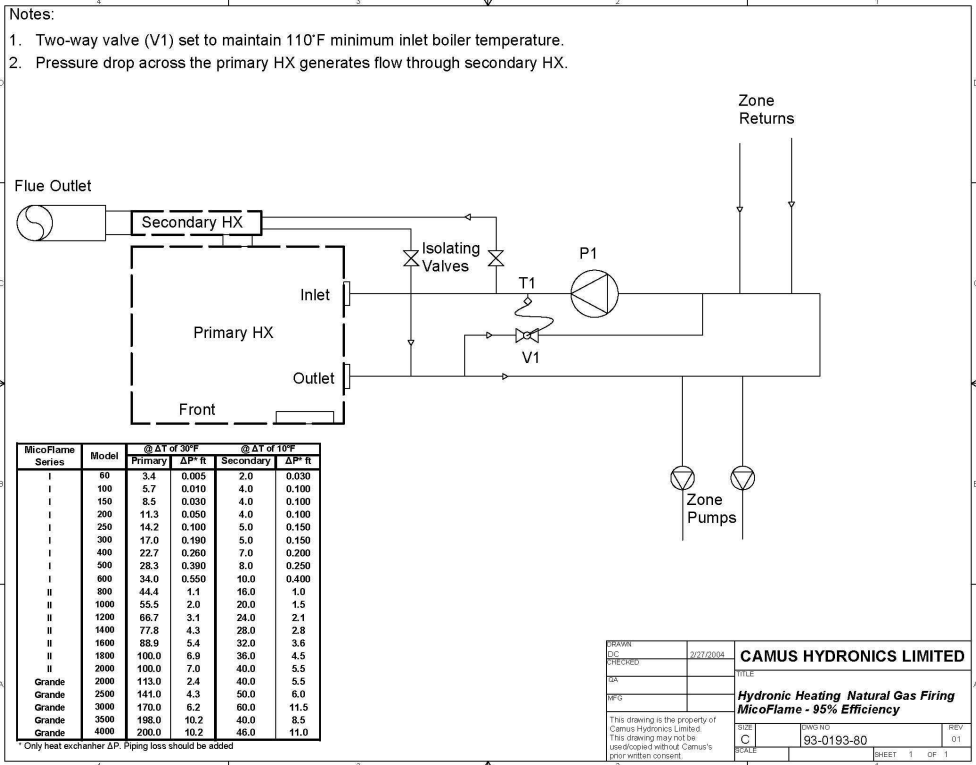 Notes:
1. Two-way valve (V1) set to maintain 110°F minimum inlet boiler temperature.
2. Pressure drop across the primary HX generates flow through secondary HX.
Zone
Returns
Flue Outlet
Secondary HX
Isolating
Valves
P1
T1
Inlet
Primary HX
V1
Outlet
Front
Zone
Pumps
MicoFlame Series Model @ ΔT of 30°F @ ΔT of 10°F
Primary ΔP* ft Secondary ΔP* ft
I 60 3.4 0.005 2.0 0.030
I 100 5.7 0.010 4.0 0.100
I 150 8.5 0.030 4.0 0.100
I 200 11.3 0.050 4.0 0.100
I 250 14.2 0.100 5.0 0.150
I 300 17.0 0.190 5.0 0.150
I 400 22.7 0.260 7.0 0.200
I 500 28.3 0.390 8.0 0.250
I 600 34.0 0.550 10.0 0.400
II 800 44.4 1.1 16.0 1.0
II 1000 55.5 2.0 20.0 1.5
II 1200 66.7 3.1 24.0 2.1
II 1400 77.8 4.3 28.0 2.8
II 1600 88.9 5.4 32.0 3.6
II 1800 100.0 6.9 36.0 4.5
II 2000 100.0 7.0 40.0 5.5
Grande 2000 113.0 2.4 40.0 5.5
Grande 2500 141.0 4.3 50.0 6.0
Grande 3000 170.0 6.2 60.0 11.5
Grande 3500 198.0 10.2 40.0 8.5
Grande 4000 200.0 10.2 46.0 11.0
* Only heat exchanher ΔP. Piping loss should be added
DRAWN
DC 2/27/2004
CHECKED
QA
MFG
This drawing is the property of
Camus Hydronics Limited.
This drawing may not be
used/copied without Camus's
prior written consent.
CAMUS HYDRONICS LIMITED
TITLE
Hydronic Heating Natural Gas Firing
MicoFlame - 95% Efficiency
SIZE DWG NO REV
C 93-0193-80 01
SCALE SHEET 1 OF 1